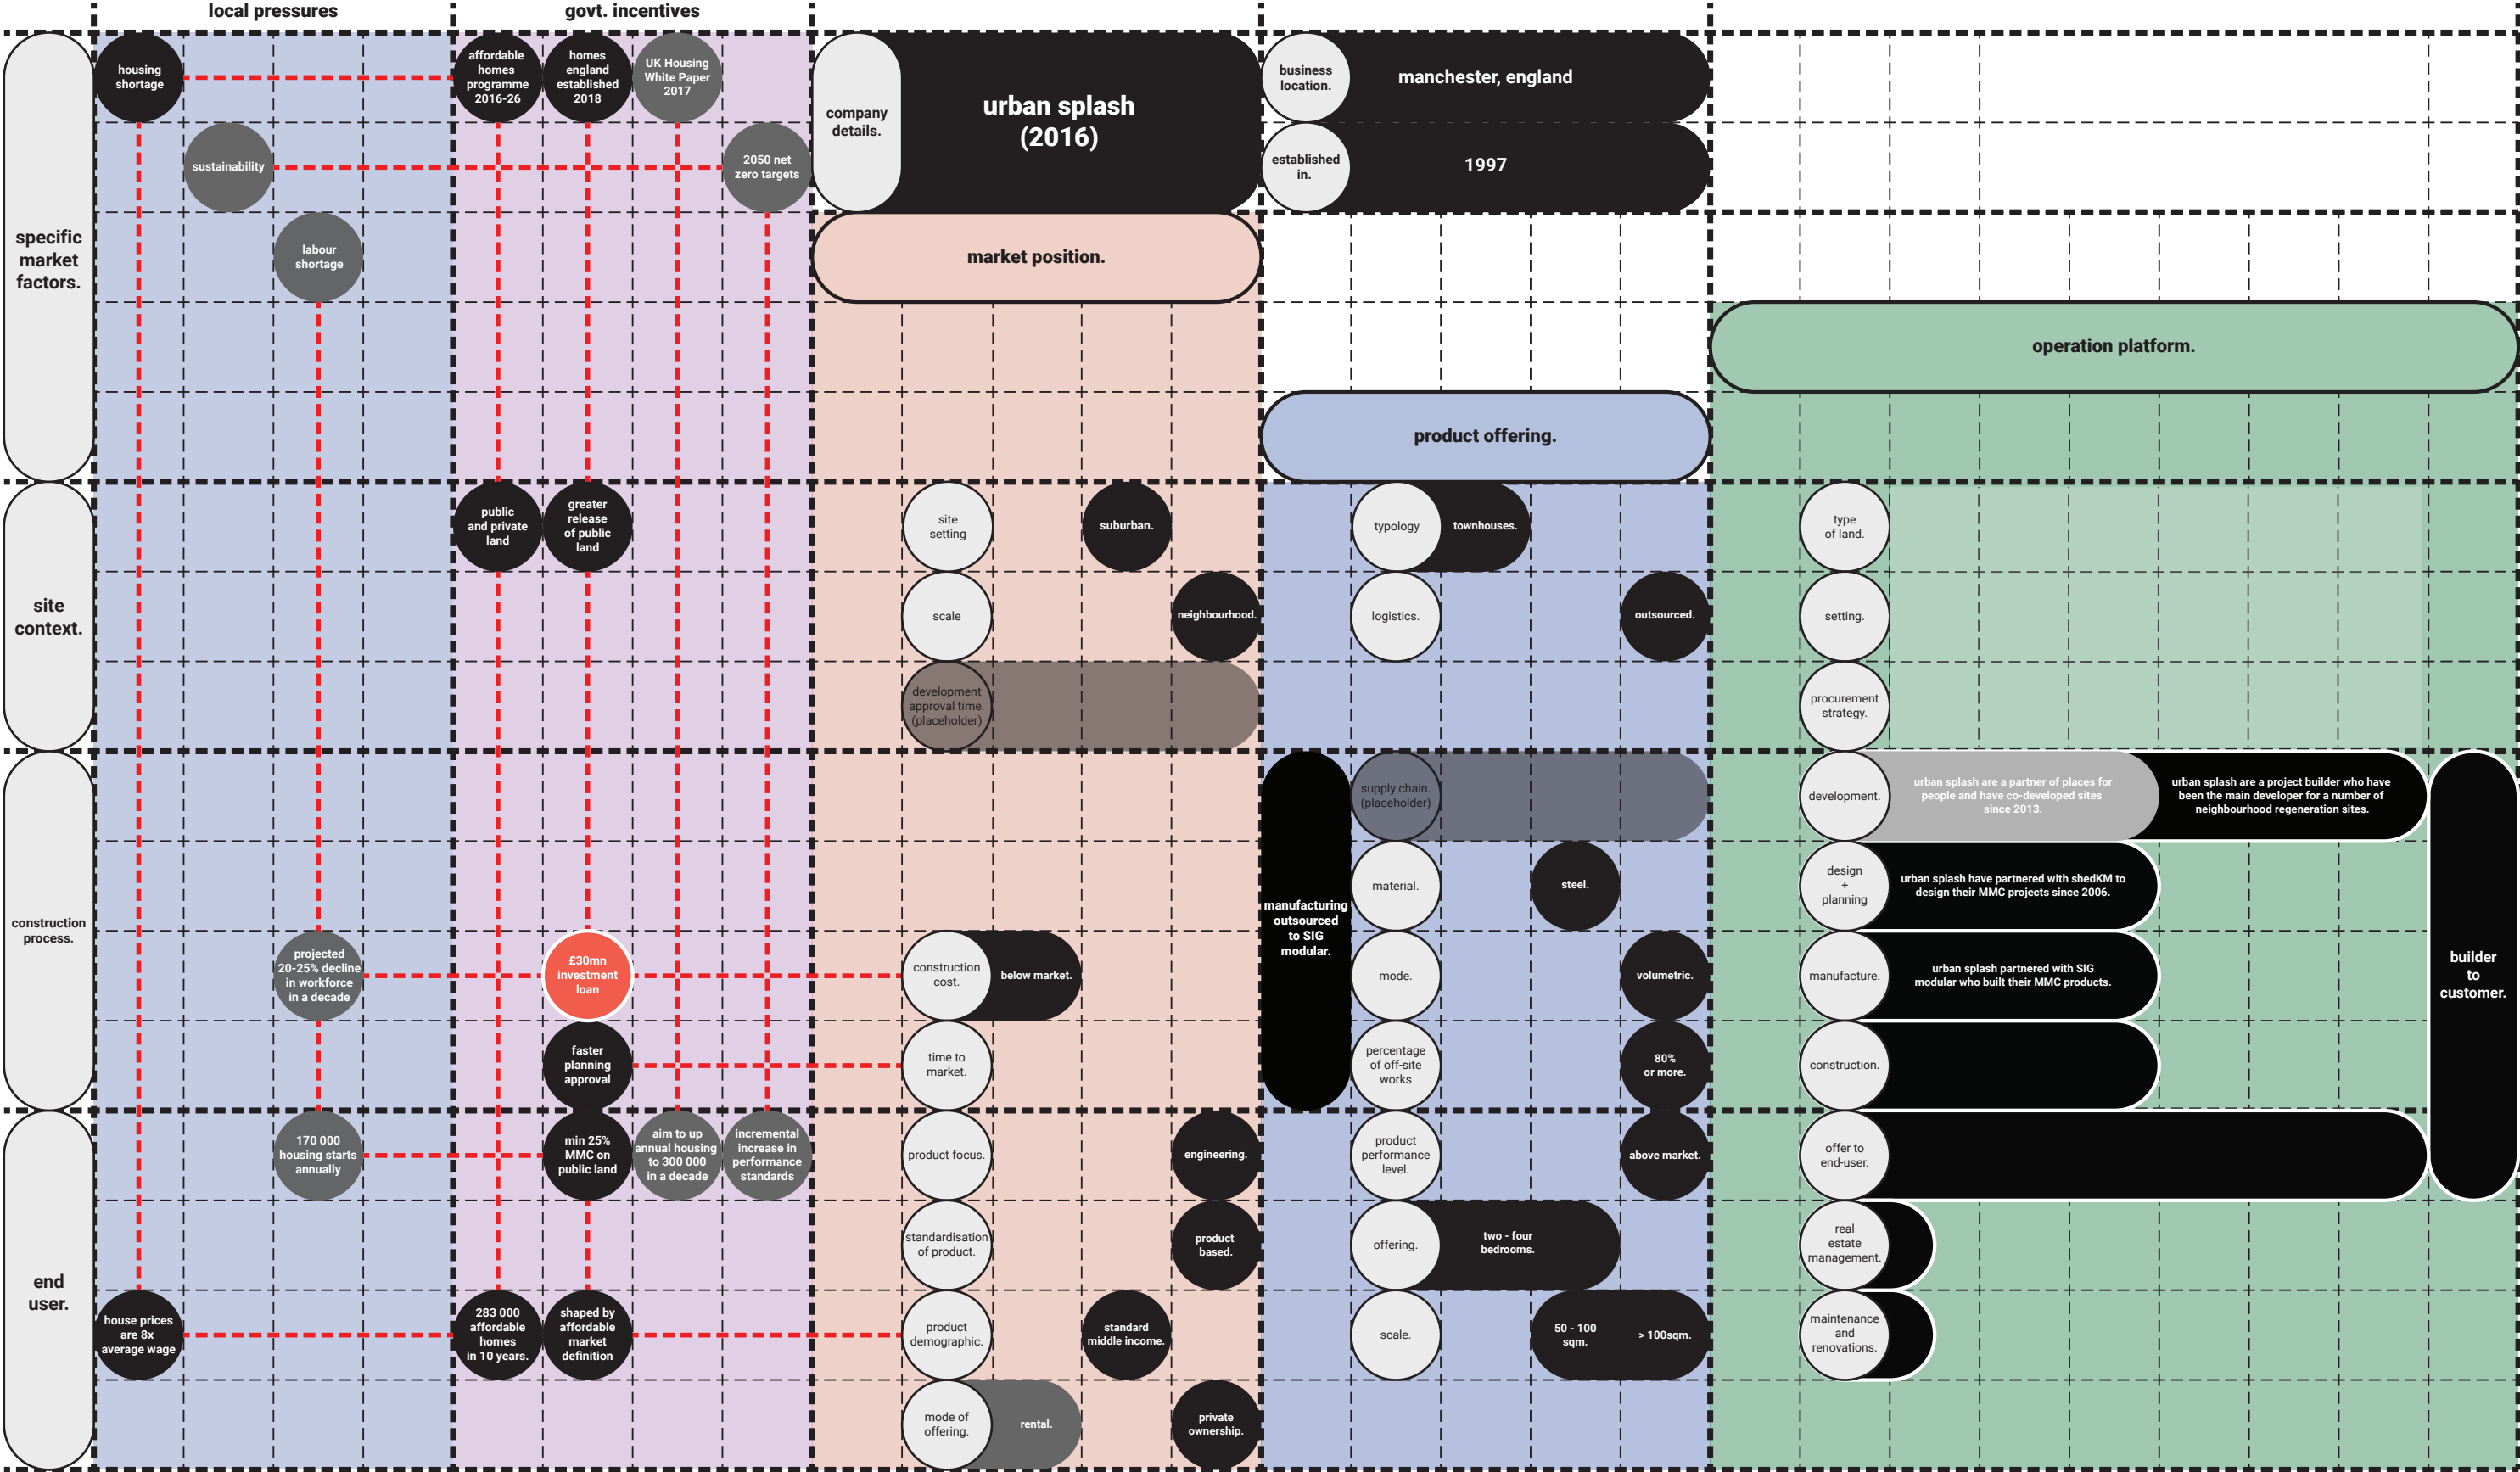 local pressures
govt. incentives
housing
shortage
affordable
homes
programme
2016-26
homes
england
established
2018
UK Housing
White Paper
2017
company
details.
urban splash
(2016)
business
location.
manchester, england
sustainability
2050 net
zero targets
established
in.
1997
specific
market
factors.
labour
shortage
market position.
operation platform.
product offering.
site
context.
public
and private
land
greater
release
of public
land
site
setting
suburban.
typology
townhouses.
type
of land.
scale
neighbourhood.
logistics.
outsourced.
setting.
development
approval time.
(placeholder)
procurement
strategy.
construction
process.
manufacturing
outsourced
to SIG
modular.
supply chain.
(placeholder)
development.
urban splash are a partner of places for
people and have co-developed sites
since 2013.
urban splash are a project builder who have
been the main developer for a number of
neighbourhood regeneration sites.
builder
to
customer.
material.
steel.
design
+
planning
urban splash have partnered with shedKM to
design their MMC projects since 2006.
projected
20-25% decline
in workforce
in a decade
£30mn
investment
loan
construction
cost.
below market.
mode.
volumetric.
manufacture.
urban splash partnered with SIG
modular who built their MMC products.
faster
planning
approval
time to
market.
percentage
of off-site
works
80%
or more.
construction.
end
user.
170 000
housing starts
annually
min 25%
MMC on
public land
aim to up
annual housing
to 300 000
in a decade
incremental
increase in
performance
standards
product focus.
engineering.
product
performance
level.
above market.
offer to
end-user.
standardisation
of product.
product
based.
offering.
two - four
bedrooms.
real
estate
management.
house prices
are 8x
average wage
283 000
affordable
homes
in 10 years.
shaped by
affordable
market
definition
product
demographic.
standard
middle income.
scale.
50 - 100
sqm.
> 100sqm.
maintenance
and
renovations.
mode of
offering.
rental.
private
ownership.